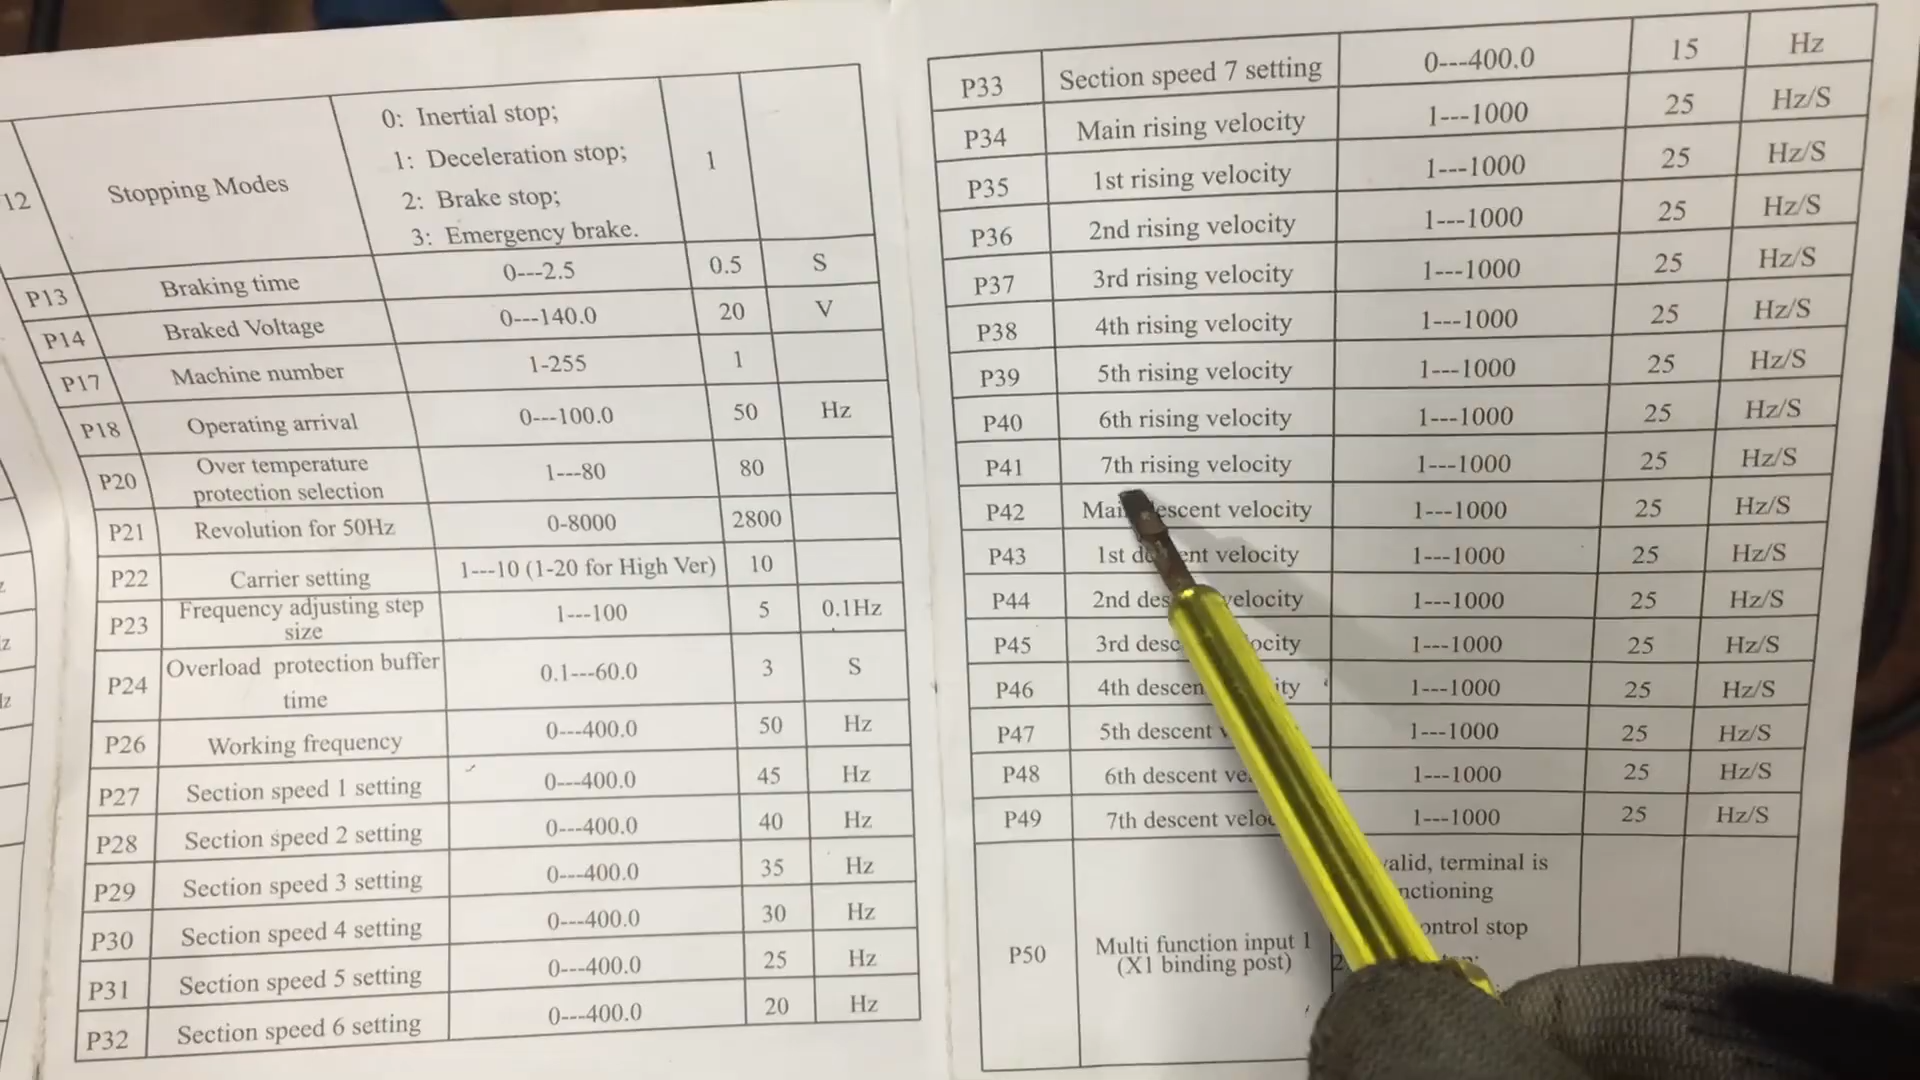 12 Stopping Modes 0: Inertial stop; 1
1: Deceleration stop;
2: Brake stop;
3: Emergency brake.
P13 Braking time 0---2.5 0.5 S
P14 Braked Voltage 0---140.0 20 V
P17 Machine number 1-255 1
P18 Operating arrival 0---100.0 50 Hz
P20 Over temperature protection selection 1---80 80
P21 Revolution for 50Hz 0-8000 2800
P22 Carrier setting 1---10 (1-20 for High Ver) 10
P23 Frequency adjusting step size 1---100 5 0.1Hz
P24 Overload protection buffer time 0.1---60.0 3 S
P26 Working frequency 0---400.0 50 Hz
P27 Section speed 1 setting 0---400.0 45 Hz
P28 Section speed 2 setting 0---400.0 40 Hz
P29 Section speed 3 setting 0---400.0 35 Hz
P30 Section speed 4 setting 0---400.0 30 Hz
P31 Section speed 5 setting 0---400.0 25 Hz
P32 Section speed 6 setting 0---400.0 20 Hz
P33 Section speed 7 setting 0---400.0 15 Hz
P34 Main rising velocity 1---1000 25 Hz/S
P35 1st rising velocity 1---1000 25 Hz/S
P36 2nd rising velocity 1---1000 25 Hz/S
P37 3rd rising velocity 1---1000 25 Hz/S
P38 4th rising velocity 1---1000 25 Hz/S
P39 5th rising velocity 1---1000 25 Hz/S
P40 6th rising velocity 1---1000 25 Hz/S
P41 7th rising velocity 1---1000 25 Hz/S
P42 Mai escent velocity 1---1000 25 Hz/S
P43 1st d ent velocity 1---1000 25 Hz/S
P44 2nd des velocity 1---1000 25 Hz/S
P45 3rd desc ocity 1---1000 25 Hz/S
P46 4th descen ity 1---1000 25 Hz/S
P47 5th descent 1---1000 25 Hz/S
P48 6th descent ve 1---1000 25 Hz/S
P49 7th descent veloc 1---1000 25 Hz/S
P50 Multi function input 1
(X1 binding post)
valid, terminal is
nctioning
ontrol stop